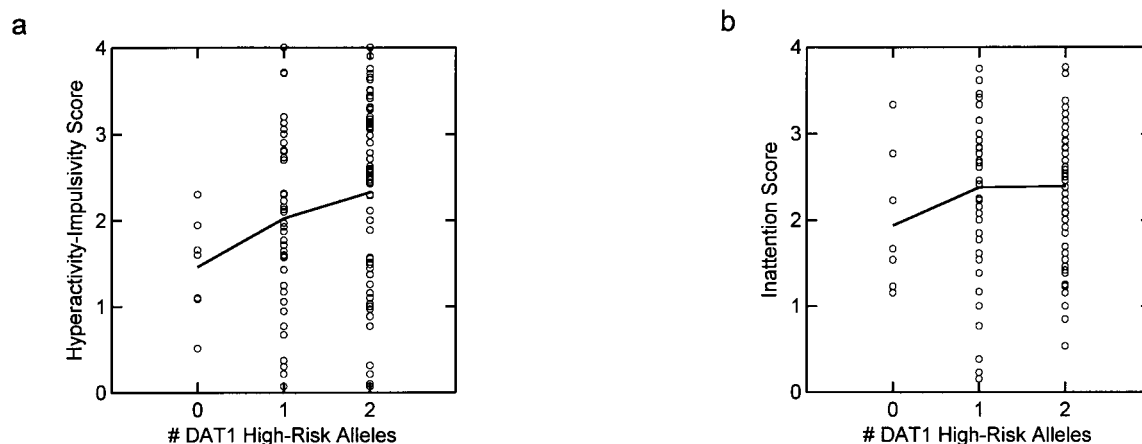 a
Hyperactivity-Impulsivity Score
4
3
2
1
0
0 1 2
# DAT1 High-Risk Alleles
b
Inattention Score
4
3
2
1
0
0 1 2
# DAT1 High-Risk Alleles